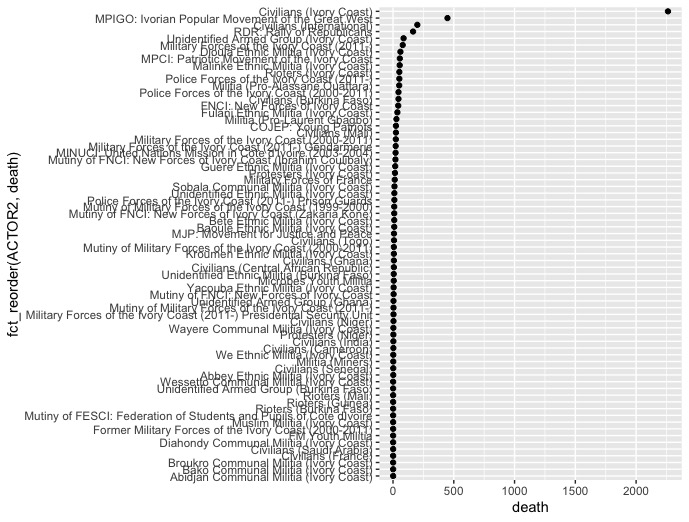 Civilians (Ivory Coast)
MPIGO: Ivorian Popular Movement of the Great West
Civilians (International)
RDR: Rally of Republicans
Unidentified Armed Group (Ivory Coast)
Military Forces of the Ivory Coast (2011-)
Dioula Ethnic Militia (Ivory Coast)
MPCI: Patriotic Movement of the Ivory Coast
Malinke Ethnic Militia (Ivory Coast)
Rioters (Ivory Coast)
Police Forces of the Ivory Coast (2011-)
Militia (Pro-Alassane Ouattara)
Police Forces of the Ivory Coast (2000-2011)
Civilians (Burkina Faso)
FNCI: New Forces of Ivory Coast
Fulani Ethnic Militia (Ivory Coast)
Militia (Pro-Laurent Gbagbo)
COJEP: Young Patriots
Civilians (Mali)
Military Forces of the Ivory Coast (2000-2011)
Military Forces of the Ivory Coast (2011-) Gendarmerie
MINUCI: United Nations Mission in Cote d'Ivoire (2003-2004)
Mutiny of FNCI: New Forces of Ivory Coast (Ibrahim Coulibaly)
Guere Ethnic Militia (Ivory Coast)
Protesters (Ivory Coast)
Military Forces of France
Sobala Communal Militia (Ivory Coast)
Unidentified Ethnic Militia (Ivory Coast)
Police Forces of the Ivory Coast (2011-) Prison Guards
Mutiny of Military Forces of the Ivory Coast (1999-2000)
Mutiny of FNCI: New Forces of Ivory Coast (Zakaria Kone)
Bete Ethnic Militia (Ivory Coast)
Baoule Ethnic Militia (Ivory Coast)
MJP: Movement for Justice and Peace
Civilians (Togo)
Mutiny of Military Forces of the Ivory Coast (2000-2011)
Kroumen Ethnic Militia (Ivory Coast)
Civilians (Ghana)
Civilians (Central African Republic)
Unidentified Ethnic Militia (Burkina Faso)
Microbes Youth Militia
Yacouba Ethnic Militia (Ivory Coast)
Mutiny of FNCI: New Forces of Ivory Coast
Unidentified Armed Group (Ghana)
Mutiny of Military Forces of the Ivory Coast (2011-)
Military Forces of the Ivory Coast (2011-) Presidential Security Unit
Civilians (Niger)
Wayere Communal Militia (Ivory Coast)
Protesters (Niger)
Civilians (India)
Civilians (Cameroon)
We Ethnic Militia (Ivory Coast)
Militia (Miners)
Civilians (Senegal)
Abbey Ethnic Militia (Ivory Coast)
Wessetto Communal Militia (Ivory Coast)
Unidentified Armed Group (Burkina Faso)
Rioters (Mali)
Rioters (Guinea)
Rioters (Burkina Faso)
Mutiny of FESCI: Federation of Students and Pupils of Cote dIvoire
Muslim Militia (Ivory Coast)
Former Military Forces of the Ivory Coast (2000-2011)
FM Youth Militia
Diahondy Communal Militia (Ivory Coast)
Civilians (Saudi Arabia)
Civilians (France)
Broukro Communal Militia (Ivory Coast)
Bako Communal Militia (Ivory Coast)
Abidjan Communal Militia (Ivory Coast)
fct_reorder(ACTOR2, death)
0 500 1000 1500 2000
death